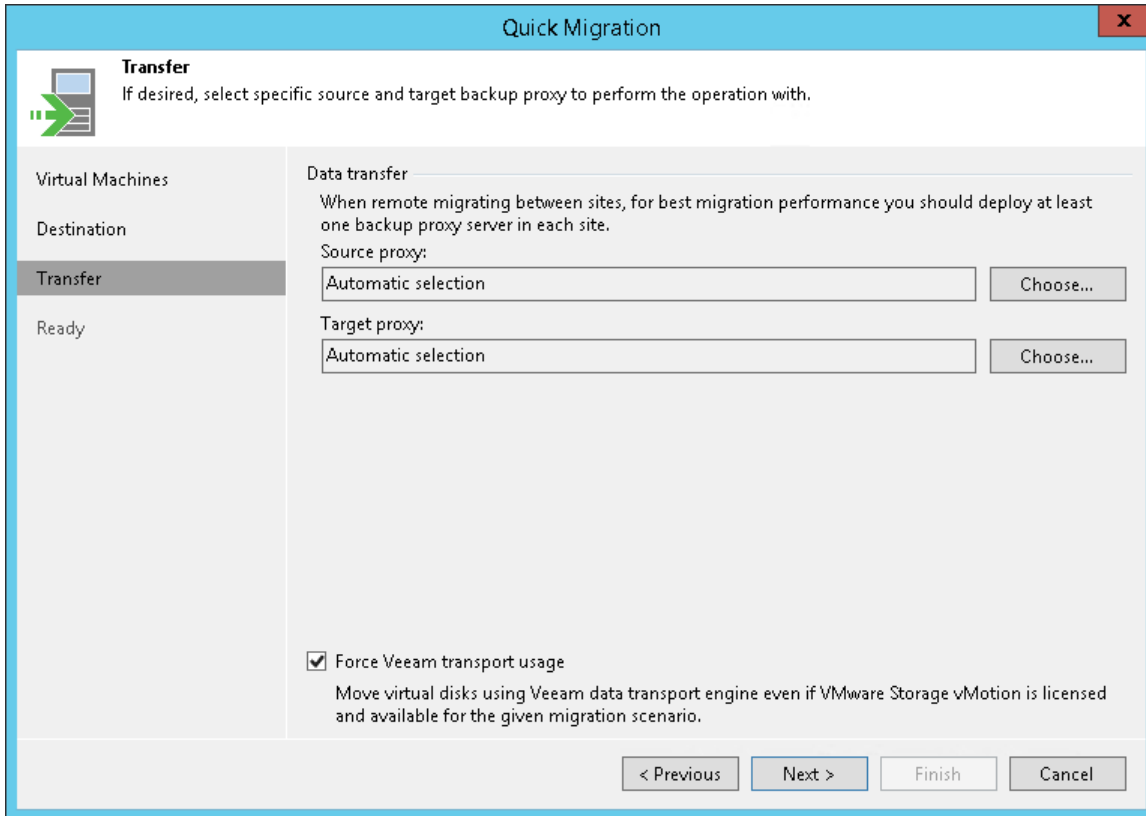 Quick Migration
x
Transfer
If desired, select specific source and target backup proxy to perform the operation with.
Virtual Machines
Destination
Transfer
Ready
Data transfer
When remote migrating between sites, for best migration performance you should deploy at least
one backup proxy server in each site.
Source proxy:
Automatic selection
Choose...
Target proxy:
Automatic selection
Choose...
Force Veeam transport usage
Move virtual disks using Veeam data transport engine even if VMware Storage vMotion is licensed
and available for the given migration scenario.
< Previous
Next >
Finish
Cancel